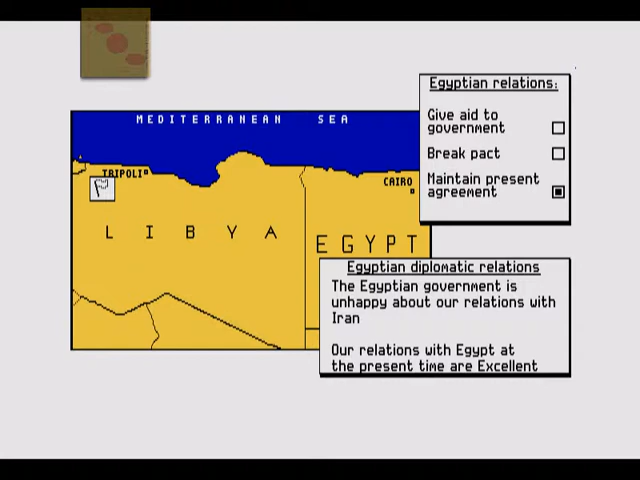 Egyptian relations:
Give aid to
government
Break pact
Maintain present
agreement
MEDITERRANEAN SEA
TRIPOLI
CAIRO
LIBYA
EGYPT
Egyptian diplomatic relations
The Egyptian government is
unhappy about our relations with
Iran
Our relations with Egypt at
the present time are Excellent